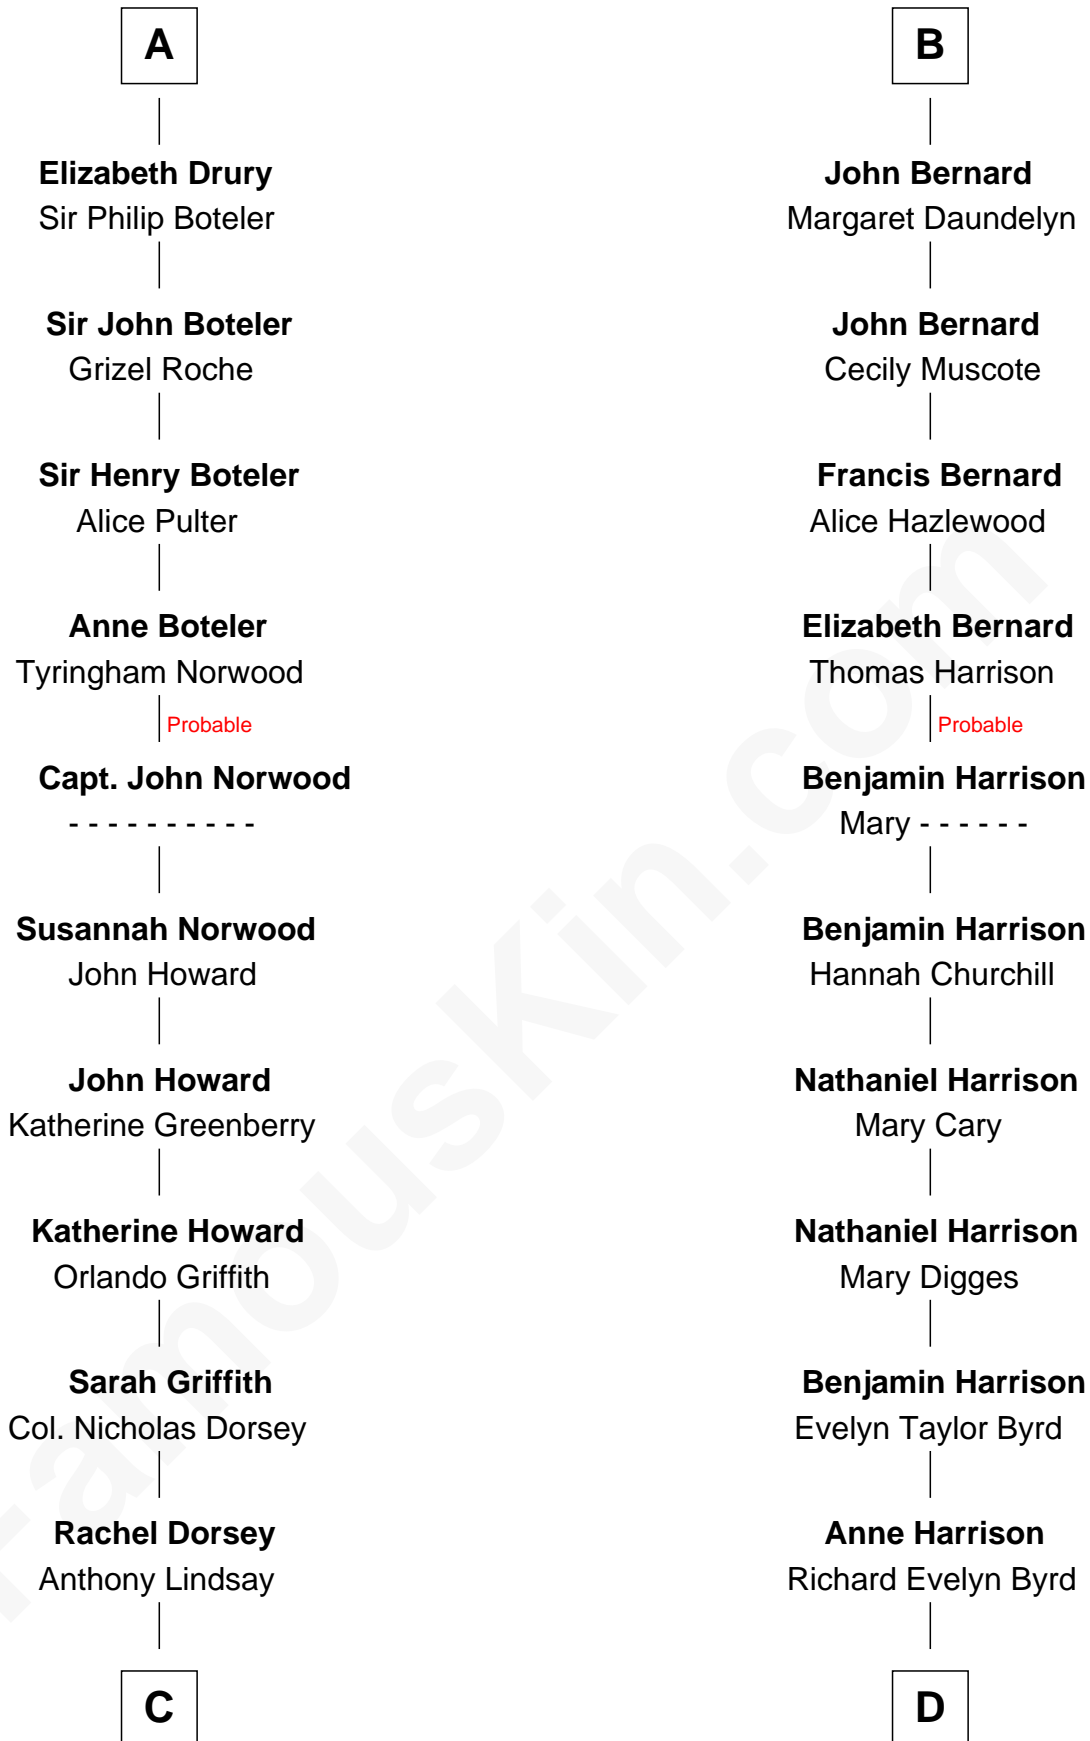 A
Elizabeth Drury
Sir Philip Boteler
Sir John Boteler
Grizel Roche
Sir Henry Boteler
Alice Pulter
Anne Boteler
Tyringham Norwood
Probable
Capt. John Norwood
- - - - - - - - - -
Susannah Norwood
John Howard
John Howard
Katherine Greenberry
Katherine Howard
Orlando Griffith
Sarah Griffith
Col. Nicholas Dorsey
Rachel Dorsey
Anthony Lindsay
C
B
John Bernard
Margaret Daundelyn
John Bernard
Cecily Muscote
Francis Bernard
Alice Hazlewood
Elizabeth Bernard
Thomas Harrison
Probable
Benjamin Harrison
Mary - - - - - -
Benjamin Harrison
Hannah Churchill
Nathaniel Harrison
Mary Cary
Nathaniel Harrison
Mary Digges
Benjamin Harrison
Evelyn Taylor Byrd
Anne Harrison
Richard Evelyn Byrd
D
FamousKin.com